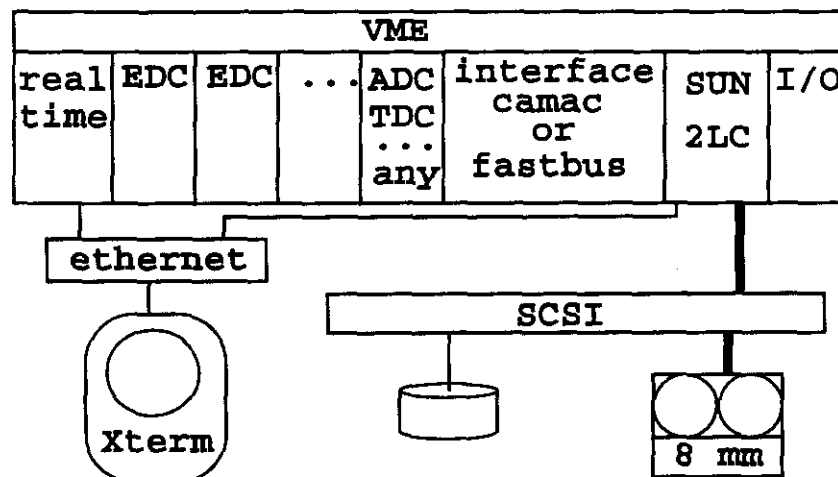 VME
real
time
EDC
EDC
...
ADC
TDC
...
any
interface
camac
or
fastbus
SUN
2LC
I/O
ethernet
SCSI
Xterm
8 mm